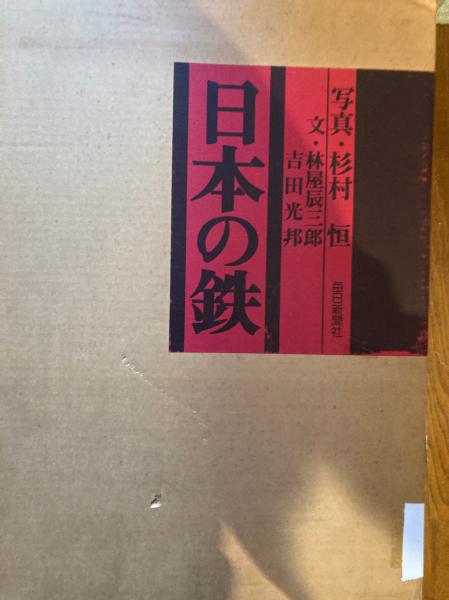 写真・杉村 恒
文・林屋辰三郎
吉田光邦
日本の鉄
毎日新聞社